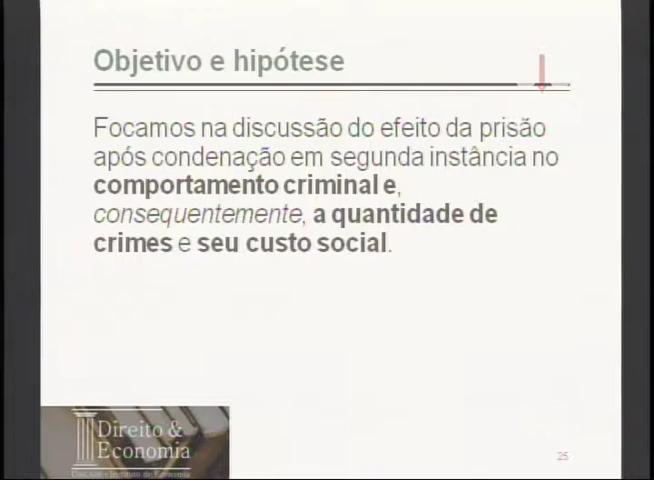 Objetivo e hipótese
Focamos na discussão do efeito da prisão
após condenação em segunda instância no
comportamento criminal e,
consequentemente, a quantidade de
crimes e seu custo social.
Direito &
Economia
25